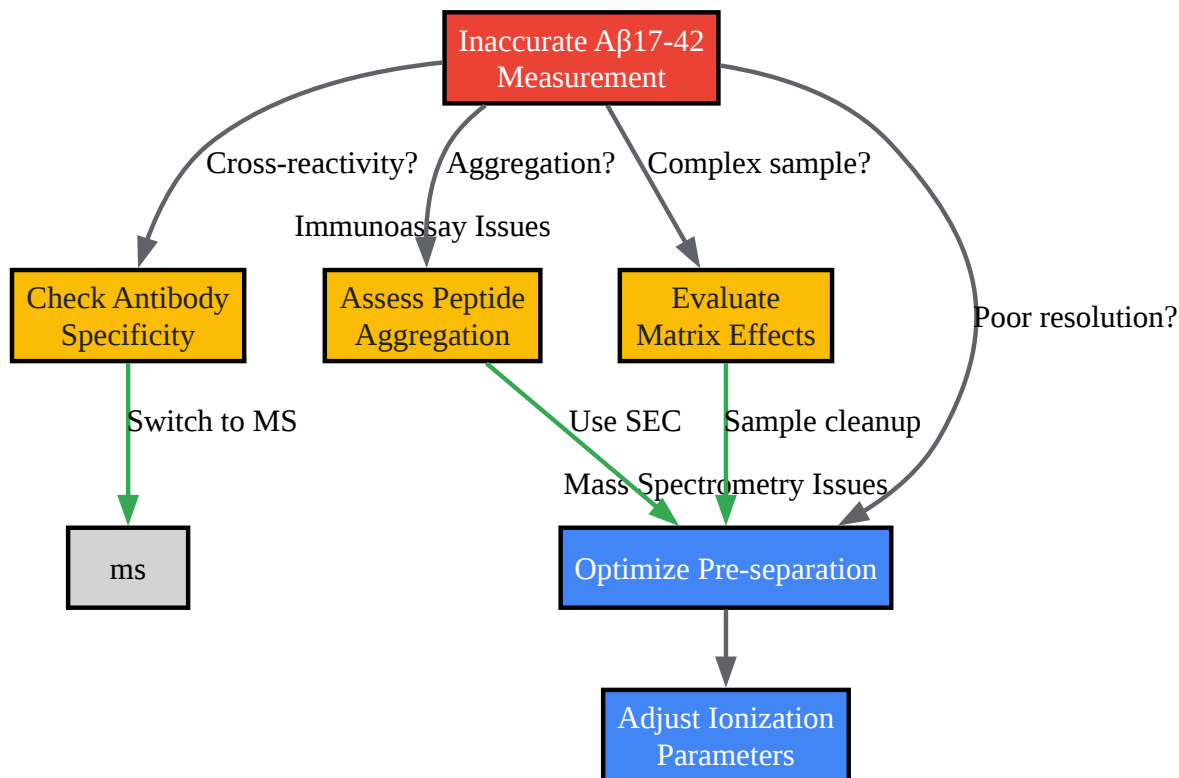 Inaccurate Aβ17-42
Measurement
Cross-reactivity?
Aggregation?
Complex sample?
Immunoassay Issues
Check Antibody
Specificity
Assess Peptide
Aggregation
Evaluate
Matrix Effects
Poor resolution?
Switch to MS
Use SEC
Sample cleanup
Mass Spectrometry Issues
ms
Optimize Pre-separation
Adjust Ionization
Parameters